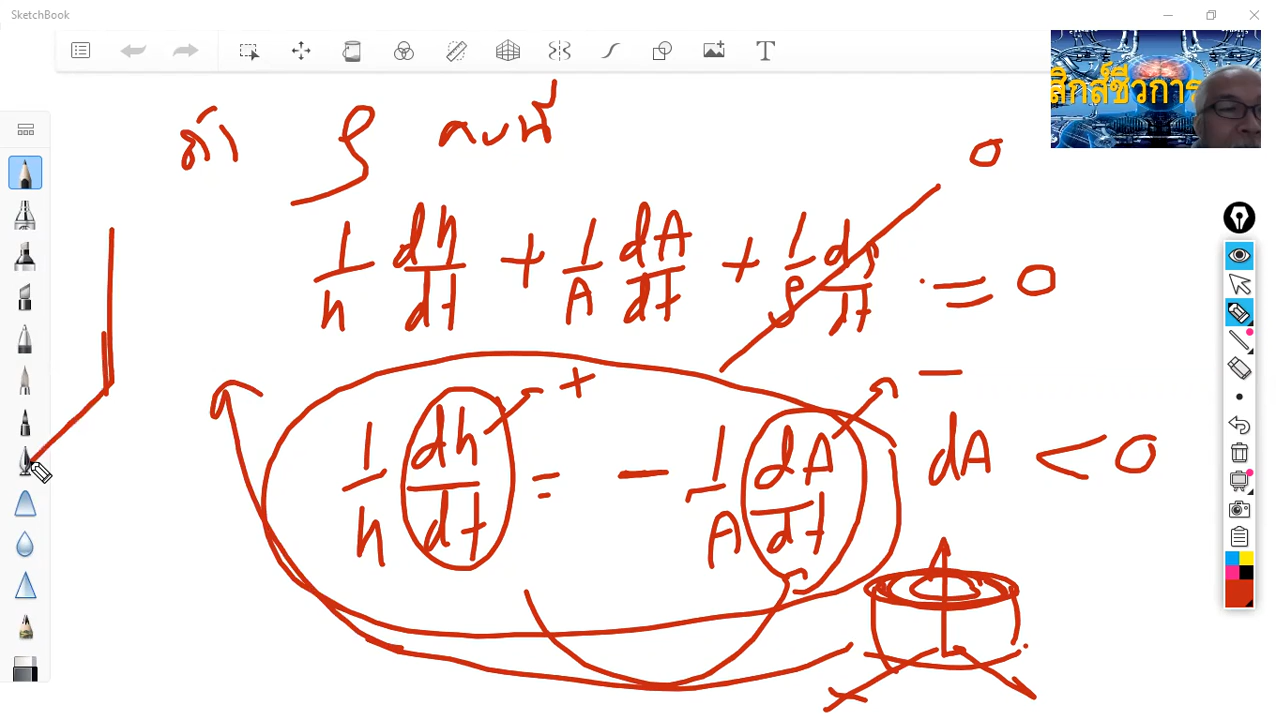 SketchBook
สิกส์ชีวการ
T
ถ้า ρ คงที่
0
1/h dh/dt + 1/A dA/dt + 1/ρ dρ/dt = 0
+ −
1/h dh/dt = − 1/A dA/dt dA < 0